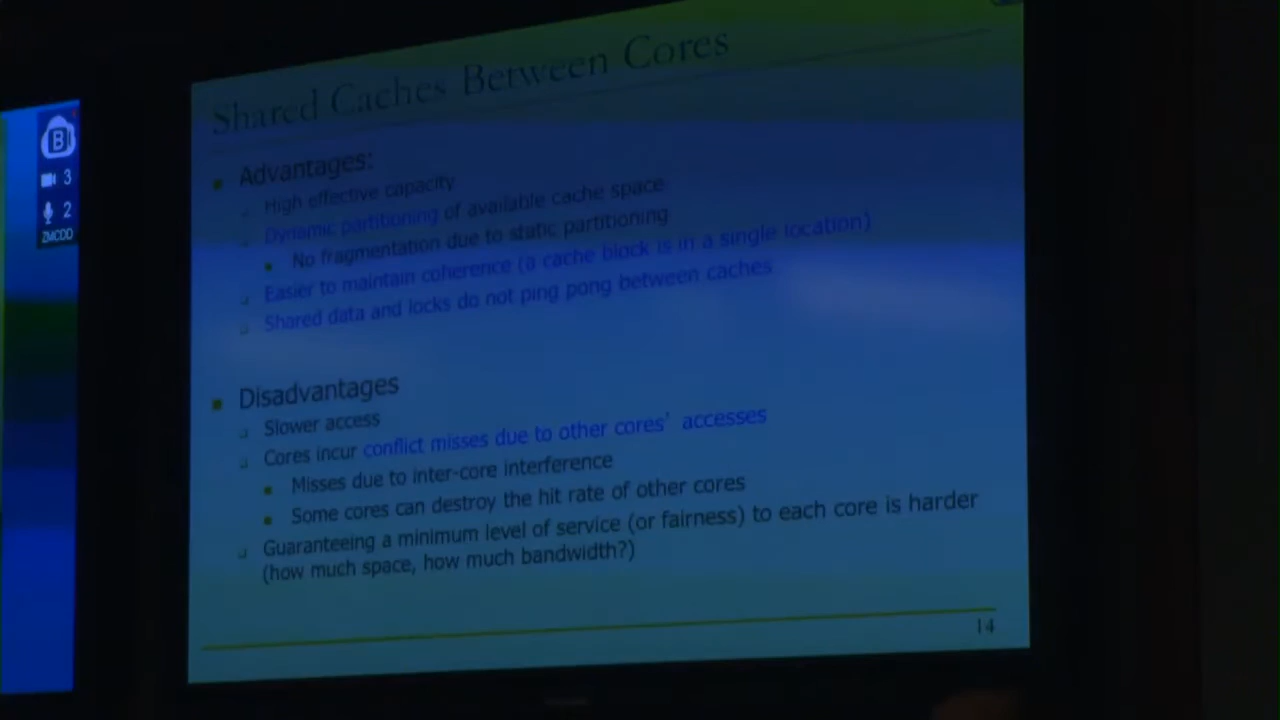 Shared Caches Between Cores
Advantages:
High effective capacity
Dynamic partitioning of available cache space
No fragmentation due to static partitioning
Easier to maintain coherence (a cache block is in a single location)
Shared data and locks do not ping pong between caches
Disadvantages
Slower access
Cores incur conflict misses due to other cores' accesses
Misses due to inter-core interference
Some cores can destroy the hit rate of other cores
Guaranteeing a minimum level of service (or fairness) to each core is harder
(how much space, how much bandwidth?)
14
B
3
2
ZMCDD